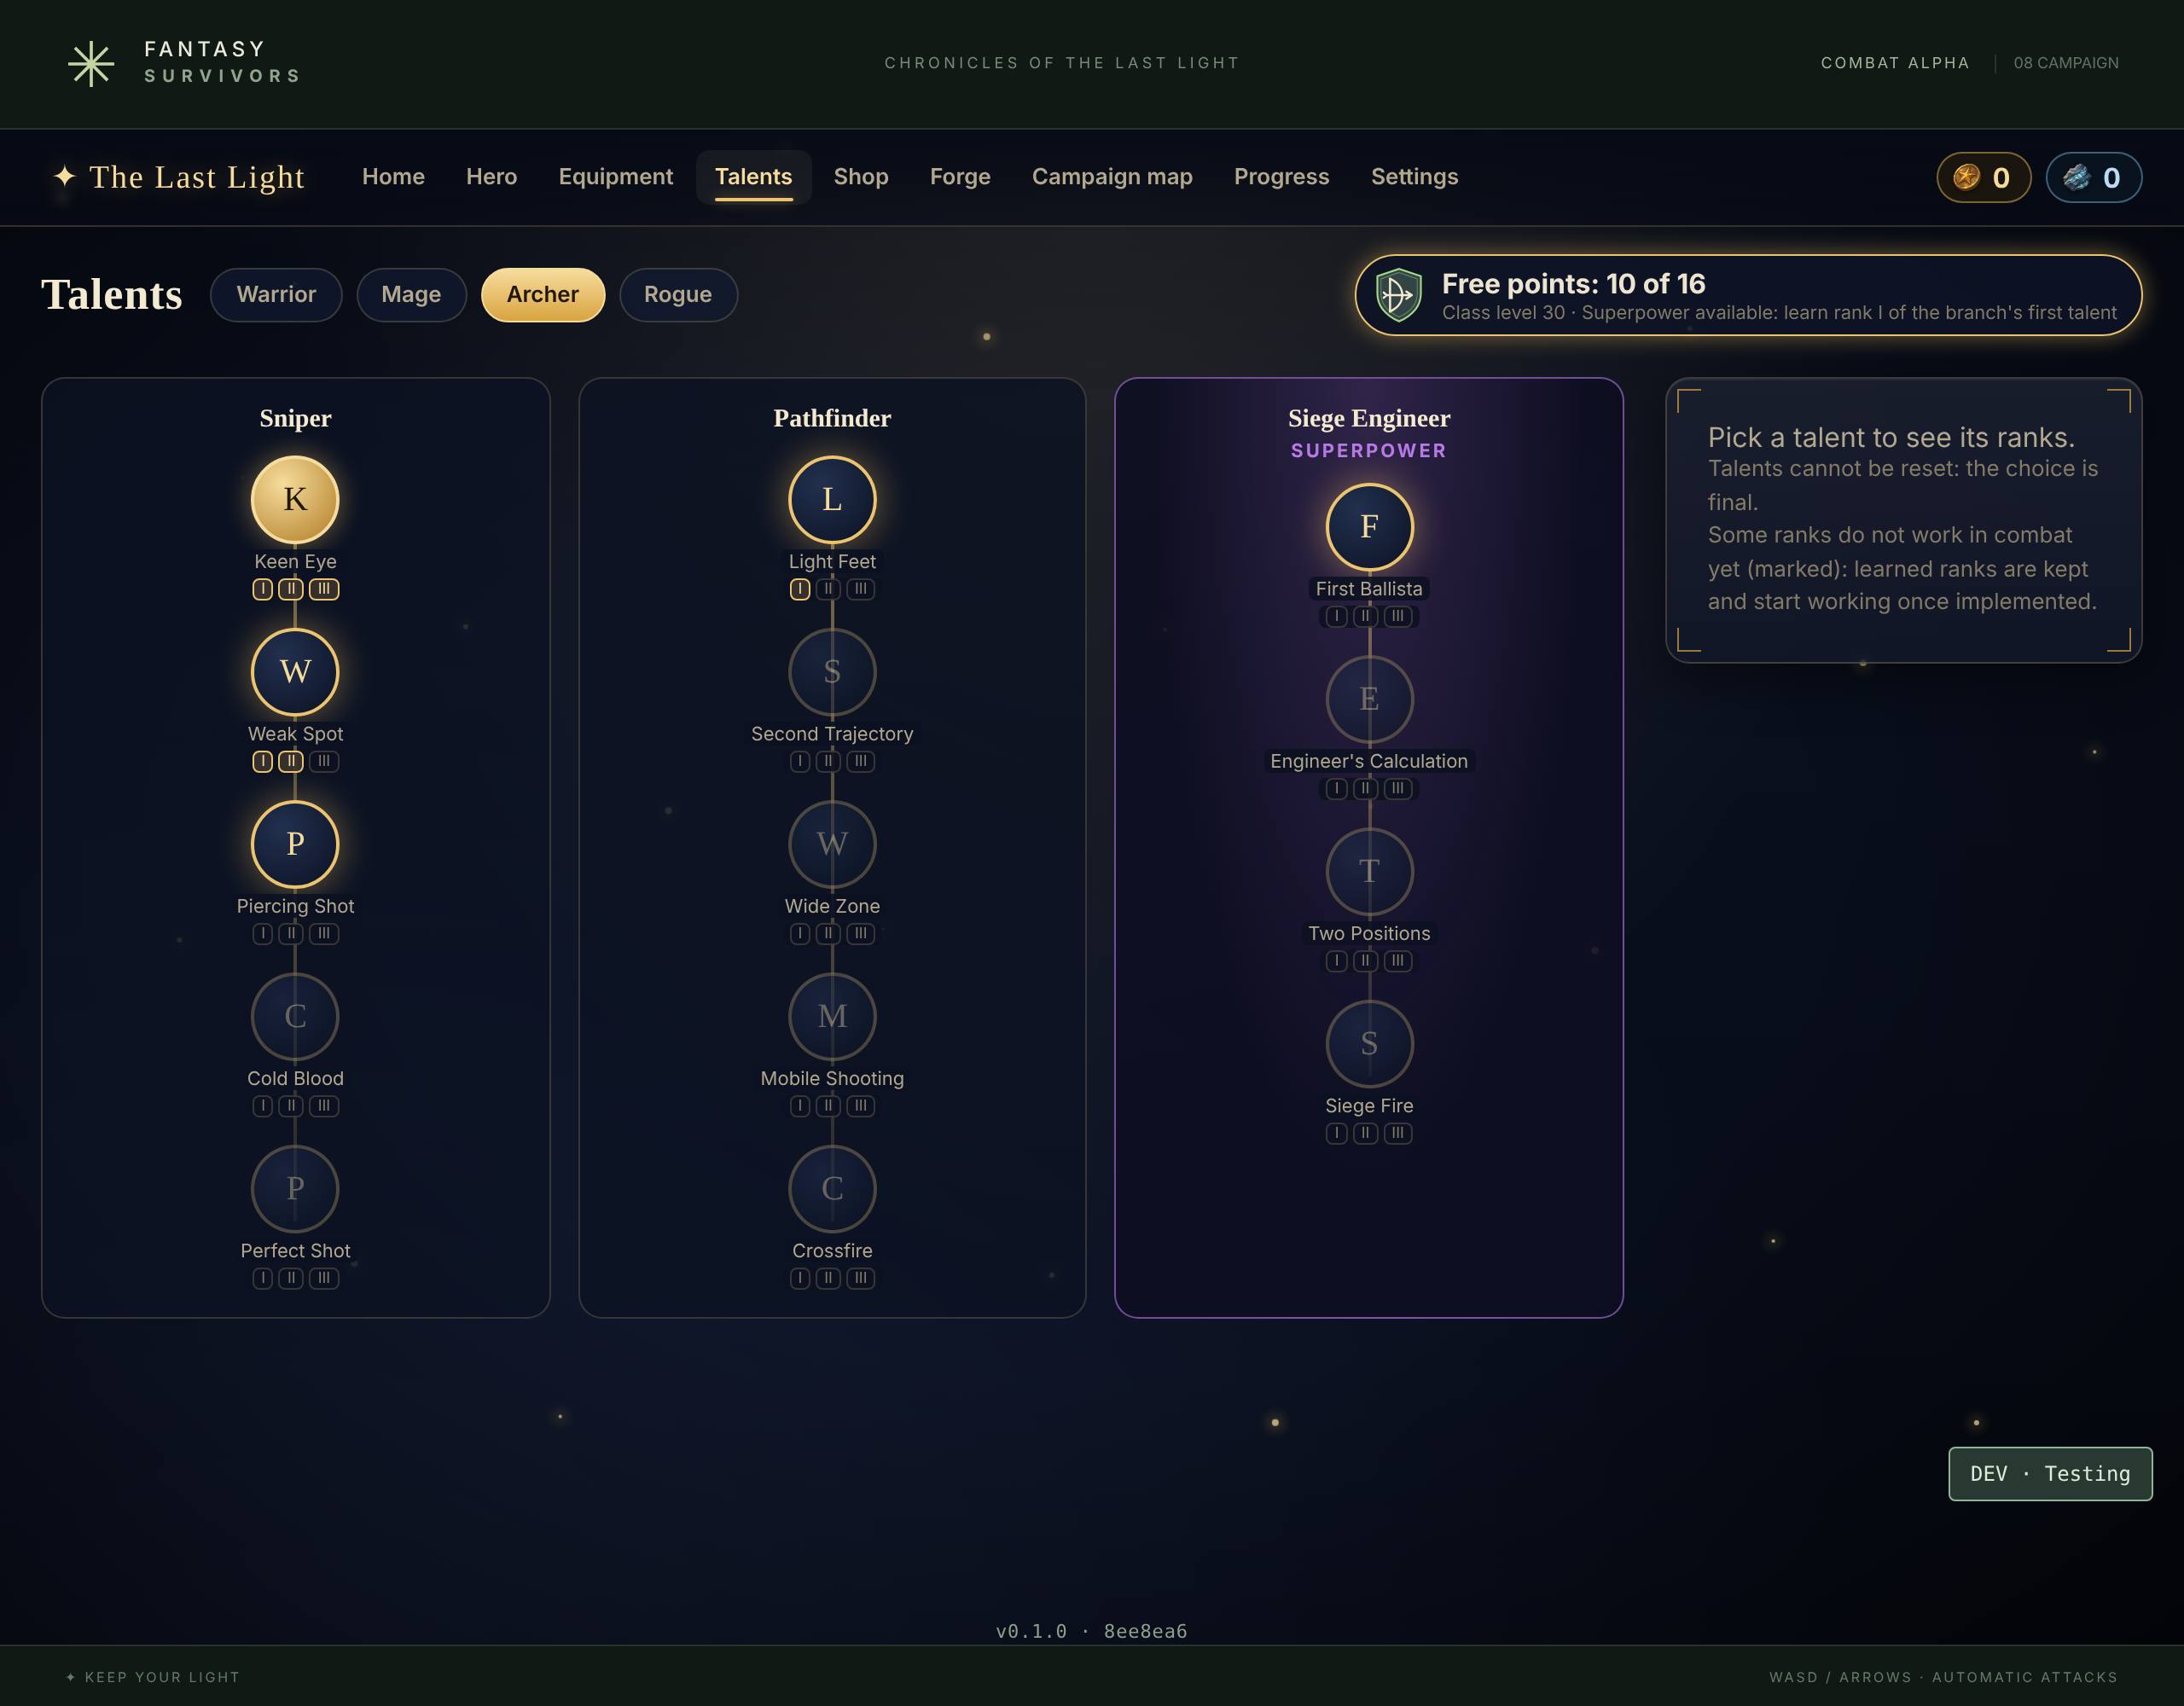 FANTASY
SURVIVORS
CHRONICLES OF THE LAST LIGHT
COMBAT ALPHA
08 CAMPAIGN
✦ The Last Light
Home
Hero
Equipment
Talents
Shop
Forge
Campaign map
Progress
Settings
0
0
Talents
Warrior
Mage
Archer
Rogue
Free points: 10 of 16
Class level 30 · Superpower available: learn rank I of the branch's first talent
Sniper
K
Keen Eye
I II III
W
Weak Spot
I II III
P
Piercing Shot
I II III
C
Cold Blood
I II III
P
Perfect Shot
I II III
Pathfinder
L
Light Feet
I II III
S
Second Trajectory
I II III
W
Wide Zone
I II III
M
Mobile Shooting
I II III
C
Crossfire
I II III
Siege Engineer
SUPERPOWER
F
First Ballista
I II III
E
Engineer's Calculation
I II III
T
Two Positions
I II III
S
Siege Fire
I II III
Pick a talent to see its ranks.
Talents cannot be reset: the choice is
final.
Some ranks do not work in combat
yet (marked): learned ranks are kept
and start working once implemented.
DEV · Testing
v0.1.0 · 8ee8ea6
✦ KEEP YOUR LIGHT
WASD / ARROWS · AUTOMATIC ATTACKS